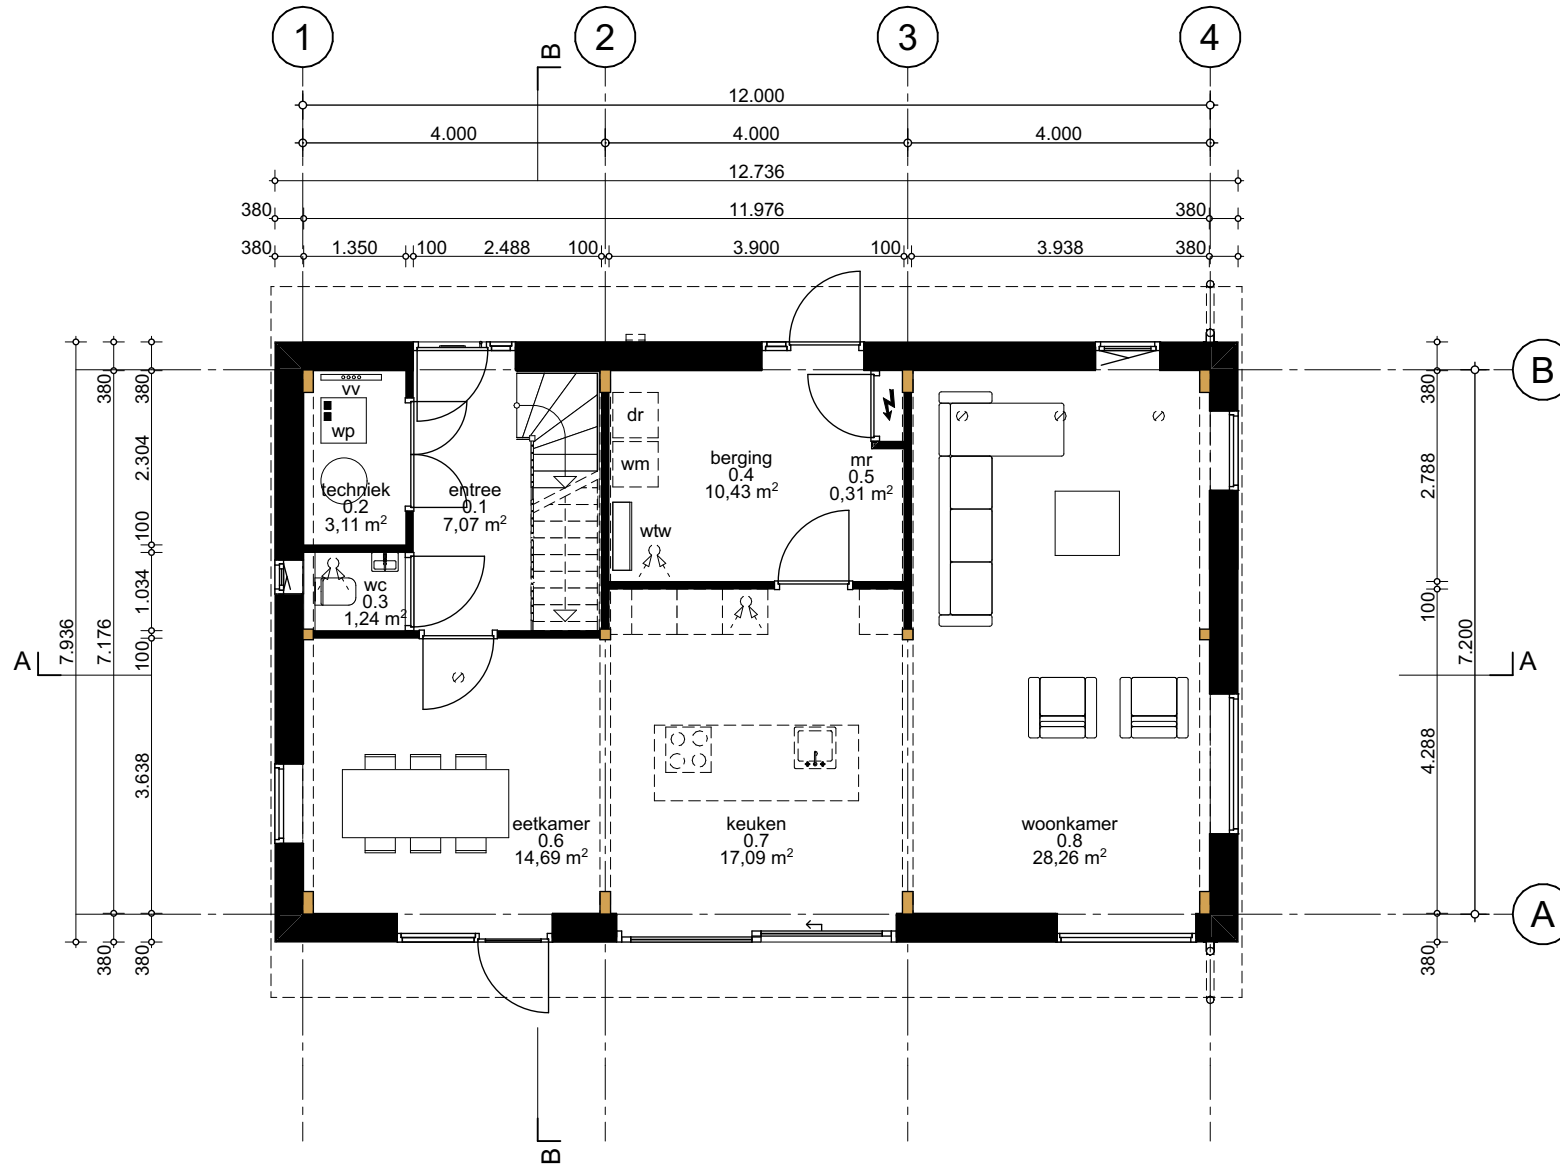 1
2
3
4
B
12.000
4.000
4.000
4.000
12.736
380
11.976
380
380
1.350
100
2.488
100
3.900
100
3.938
380
B
A
380
380
2.304
100
1.034
100
3.638
7.176
7.936
380
380
380
2.788
100
4.288
7.200
380
A
A
vv
wp
techniek
0.2
3,11 m²
entree
0.1
7,07 m²
wc
0.3
1,24 m²
dr
wm
wtw
berging
0.4
10,43 m²
mr
0.5
0,31 m²
eetkamer
0.6
14,69 m²
keuken
0.7
17,09 m²
woonkamer
0.8
28,26 m²
B